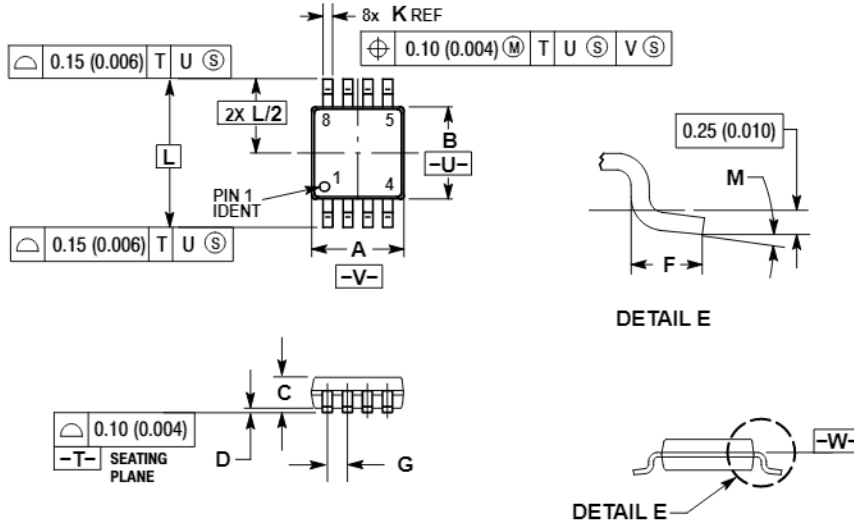 8x K REF
⌖ 0.10 (0.004) Ⓜ T U Ⓢ V Ⓢ
⌓ 0.15 (0.006) T U Ⓢ
2X L/2
8 5
L
B
-U-
0.25 (0.010)
M
PIN 1
IDENT
1 4
⌓ 0.15 (0.006) T U Ⓢ
A
-V-
F
DETAIL E
C
⌓ 0.10 (0.004)
-T- SEATING
PLANE
D
G
-W-
DETAIL E